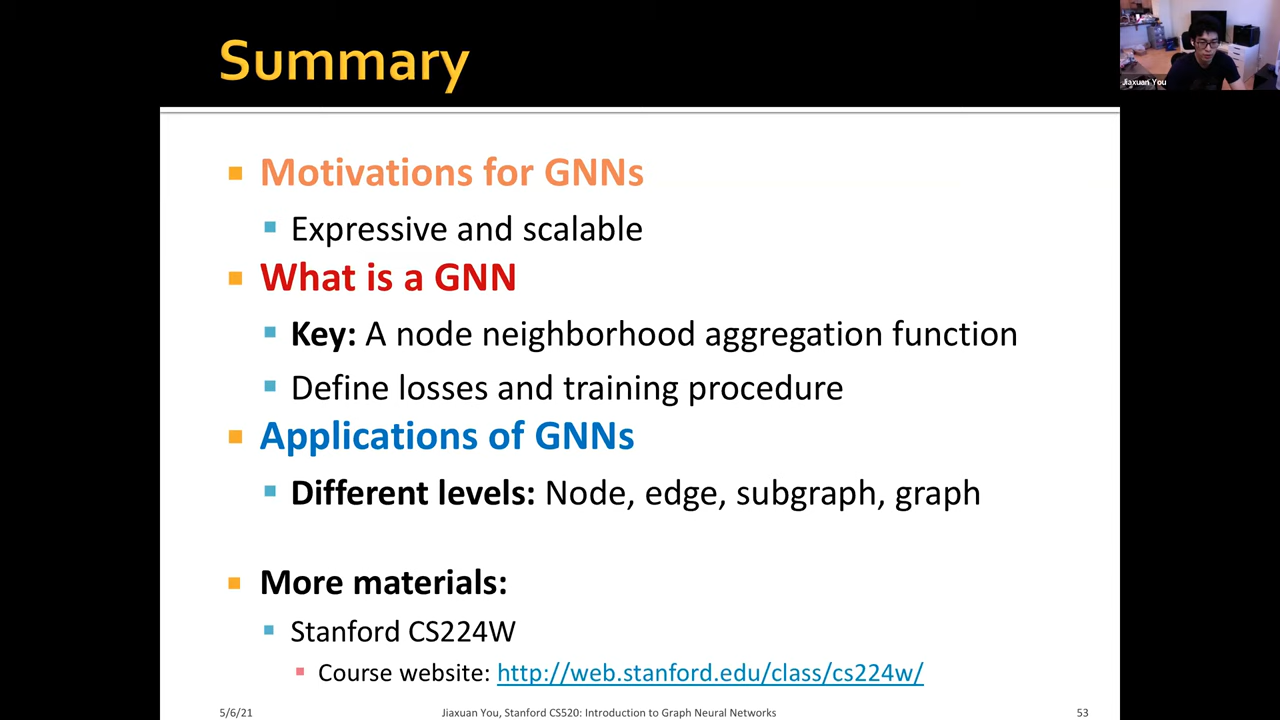 Summary
Jiaxuan You
Motivations for GNNs
Expressive and scalable
What is a GNN
Key: A node neighborhood aggregation function
Define losses and training procedure
Applications of GNNs
Different levels: Node, edge, subgraph, graph
More materials:
Stanford CS224W
Course website: http://web.stanford.edu/class/cs224w/
5/6/21 Jiaxuan You, Stanford CS520: Introduction to Graph Neural Networks 53